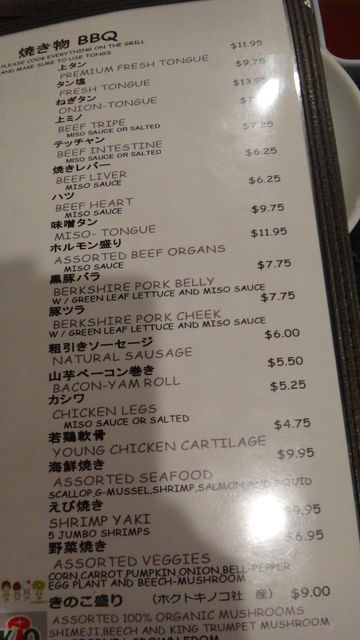 焼き物 BBQ
PLEASE COOK EVERYTHING ON THE GRILL
AND MAKE SURE TO USE TONGS
上タン
PREMIUM FRESH TONGUE $11.95
タン塩
FRESH TONGUE $9.75
ねぎタン
ONION-TONGUE $13.95
上ミノ
BEEF TRIPE
MISO SAUCE OR SALTED
テッチャン
BEEF INTESTINE $7.25
MISO SAUCE OR SALTED
焼きレバー
BEEF LIVER $6.25
MISO SAUCE
ハツ
BEEF HEART $6.25
MISO SAUCE
味噌タン
MISO- TONGUE $9.75
ホルモン盛り
ASSORTED BEEF ORGANS $11.95
MISO SAUCE
黒豚バラ
BERKSHIRE PORK BELLY $7.75
W / GREEN LEAF LETTUCE AND MISO SAUCE
豚ツラ
BERKSHIRE PORK CHEEK $7.75
W / GREEN LEAF LETTUCE AND MISO SAUCE
粗引きソーセージ
NATURAL SAUSAGE $6.00
山芋ベーコン巻き
BACON-YAM ROLL $5.50
カシワ
CHICKEN LEGS $5.25
MISO SAUCE OR SALTED
若鶏軟骨
YOUNG CHICKEN CARTILAGE $4.75
海鮮焼き
ASSORTED SEAFOOD $9.95
SCALLOP,G-MUSSEL,SHRIMP,SALMON AND SQUID
えび焼き
SHRIMP YAKI
5 JUMBO SHRIMPS
野菜焼き
ASSORTED VEGGIES $6.95
CORN,CARROT,PUMPKIN,ONION,BELL-PEPPER
EGG PLANT AND BEECH-MUSHROOM
きのこ盛り (ホクトキノコ社 産) $9.00
ASSORTED 100% ORGANIC MUSHROOMS
SHIMEJI BEECH AND KING TRUMPET MUSHROOM